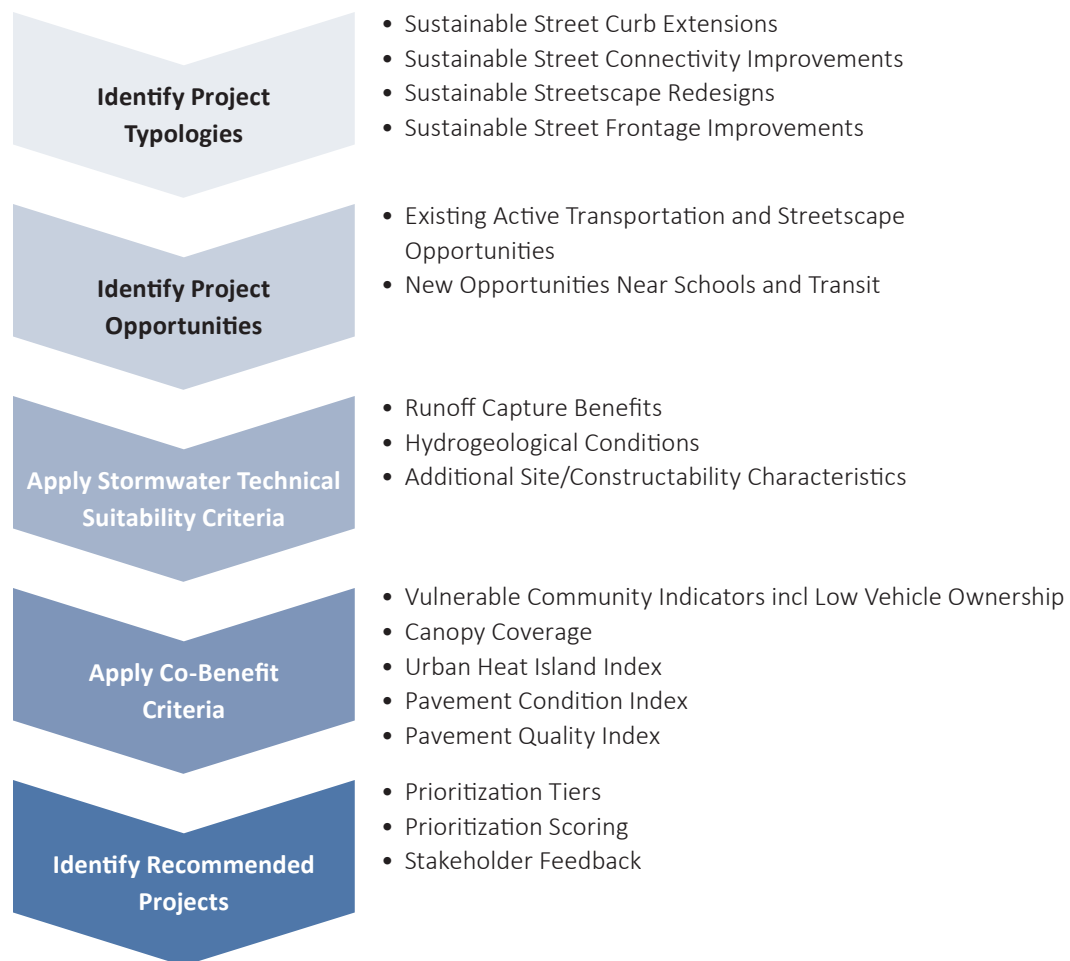 Identify Project
Typologies
• Sustainable Street Curb Extensions
• Sustainable Street Connectivity Improvements
• Sustainable Streetscape Redesigns
• Sustainable Street Frontage Improvements
Identify Project
Opportunities
• Existing Active Transportation and Streetscape
Opportunities
• New Opportunities Near Schools and Transit
Apply Stormwater Technical
Suitability Criteria
• Runoff Capture Benefits
• Hydrogeological Conditions
• Additional Site/Constructability Characteristics
Apply Co-Benefit
Criteria
• Vulnerable Community Indicators incl Low Vehicle Ownership
• Canopy Coverage
• Urban Heat Island Index
• Pavement Condition Index
• Pavement Quality Index
Identify Recommended
Projects
• Prioritization Tiers
• Prioritization Scoring
• Stakeholder Feedback